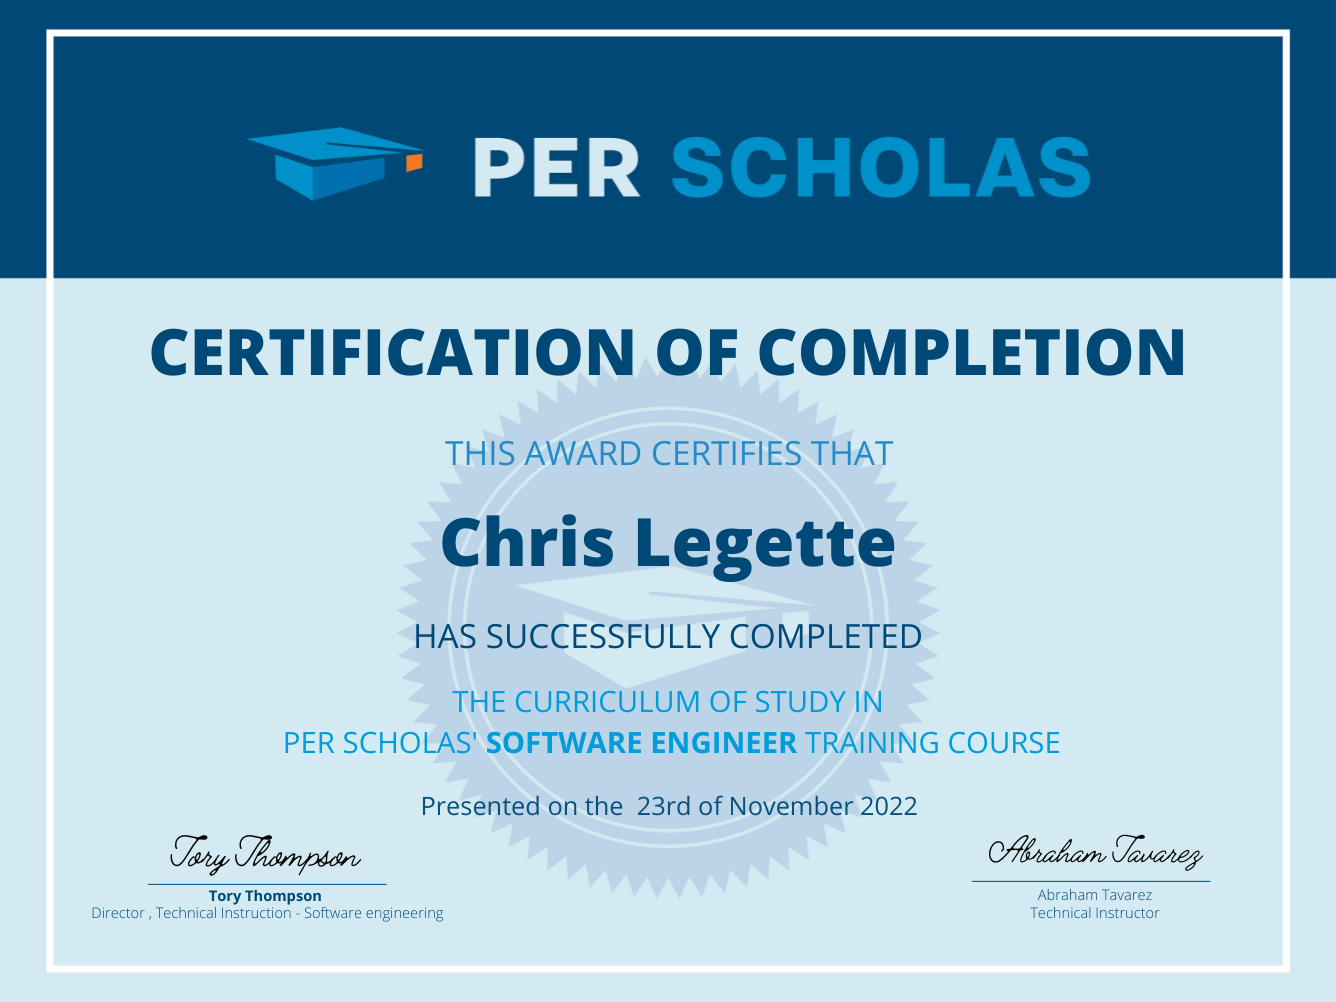 PER SCHOLAS
CERTIFICATION OF COMPLETION
THIS AWARD CERTIFIES THAT
Chris Legette
HAS SUCCESSFULLY COMPLETED
THE CURRICULUM OF STUDY IN
PER SCHOLAS' SOFTWARE ENGINEER TRAINING COURSE
Presented on the  23rd of November 2022
Tory Thompson
Tory Thompson
Director , Technical Instruction - Software engineering
Abraham Tavarez
Abraham Tavarez
Technical Instructor